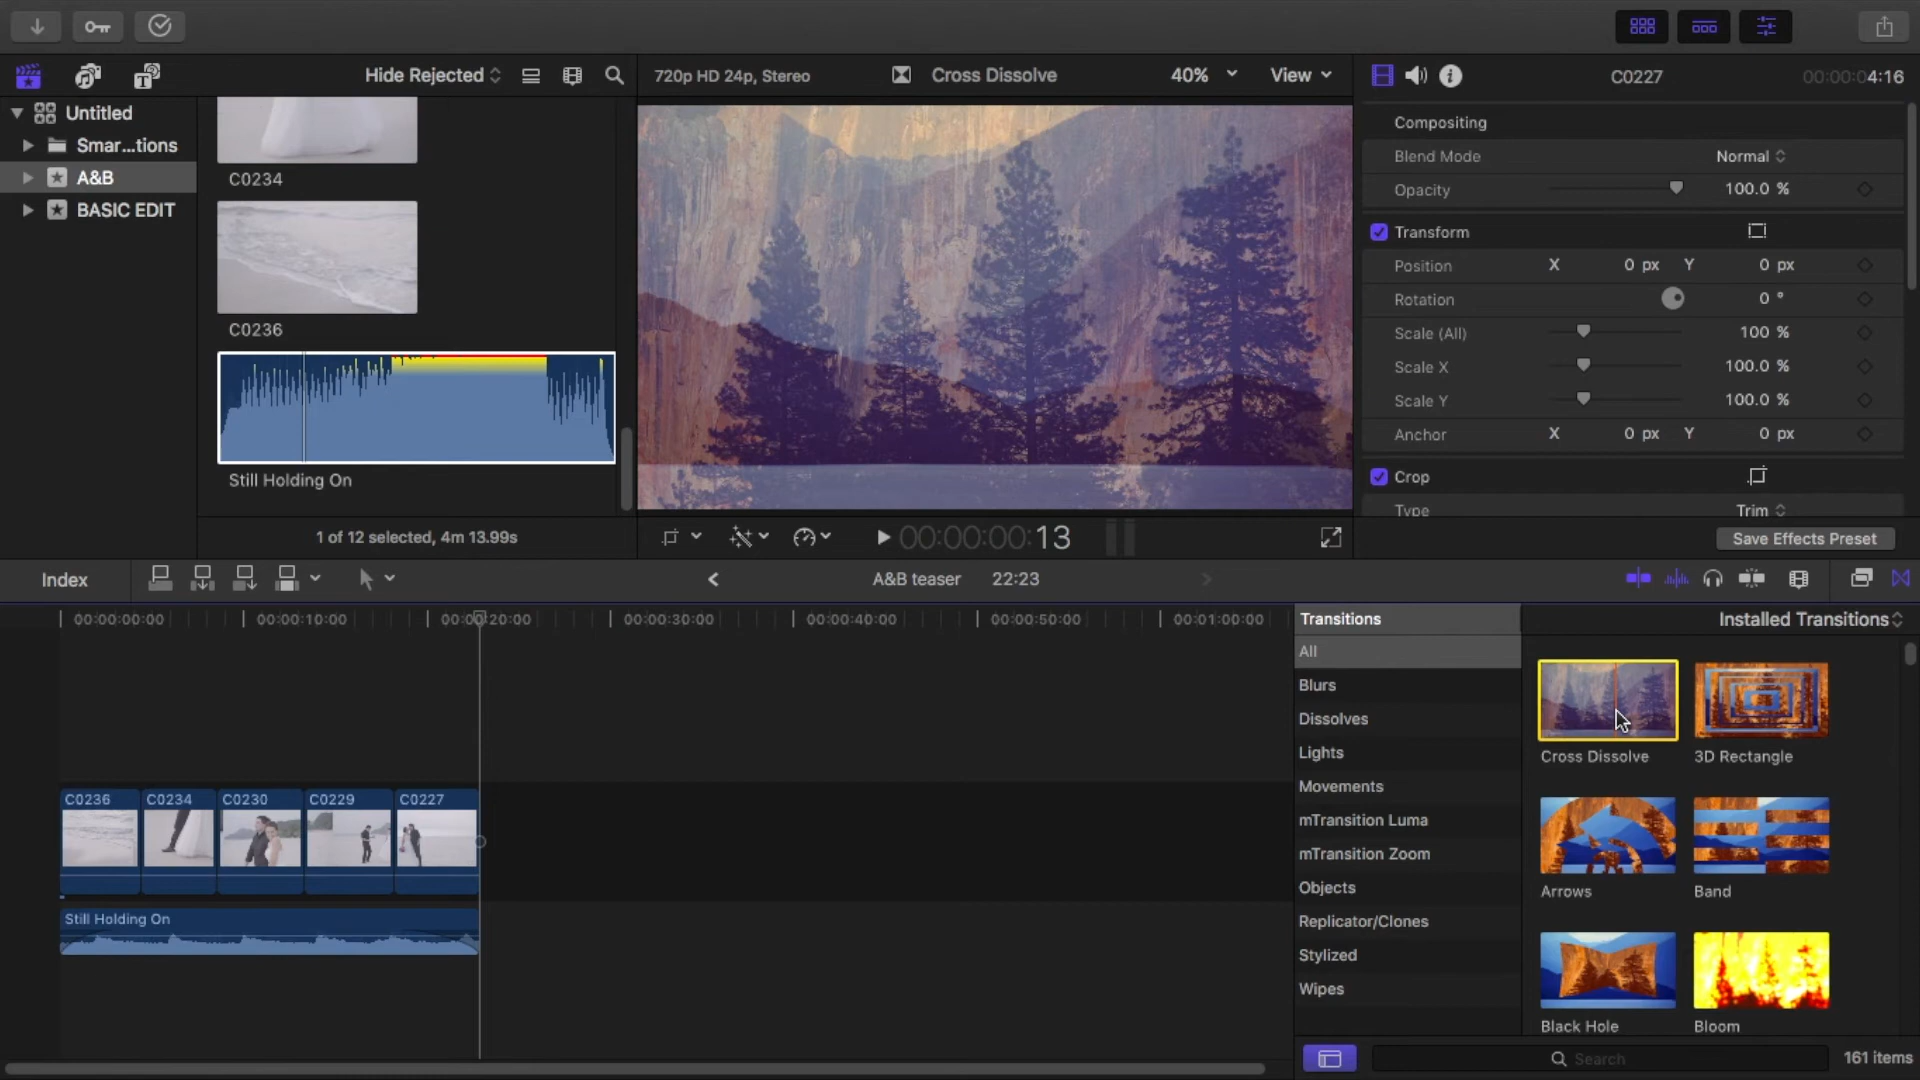 Hide Rejected
720p HD 24p, Stereo
Cross Dissolve
40%
View
C0227
00:00:04:16
Untitled
Smar...tions
A&B
BASIC EDIT
C0234
C0236
Still Holding On
1 of 12 selected, 4m 13.99s
00:00:00:13
Compositing
Blend Mode
Normal
Opacity
100.0 %
Transform
Position X 0 px Y 0 px
Rotation 0 °
Scale (All) 100 %
Scale X 100.0 %
Scale Y 100.0 %
Anchor X 0 px Y 0 px
Crop
Type Trim
Save Effects Preset
Index
A&B teaser 22:23
00:00:00:00 00:00:10:00 00:00:20:00 00:00:30:00 00:00:40:00 00:00:50:00 00:01:00:00
C0236 C0234 C0230 C0229 C0227
Still Holding On
Transitions
All
Blurs
Dissolves
Lights
Movements
mTransition Luma
mTransition Zoom
Objects
Replicator/Clones
Stylized
Wipes
Installed Transitions
Cross Dissolve
3D Rectangle
Arrows
Band
Black Hole
Bloom
Search
161 items